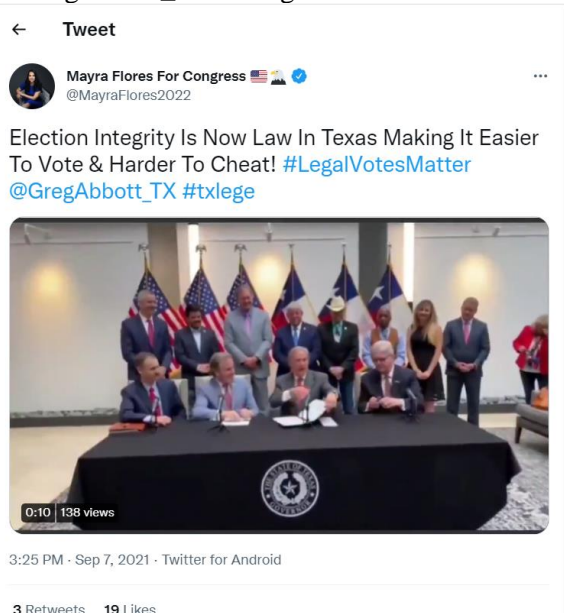 Tweet
Mayra Flores For Congress
@MayraFlores2022
Election Integrity Is Now Law In Texas Making It Easier
To Vote & Harder To Cheat! #LegalVotesMatter
@GregAbbott_TX #txlege
0:10 138 views
3:25 PM · Sep 7, 2021 · Twitter for Android
3 Retweets 19 Likes